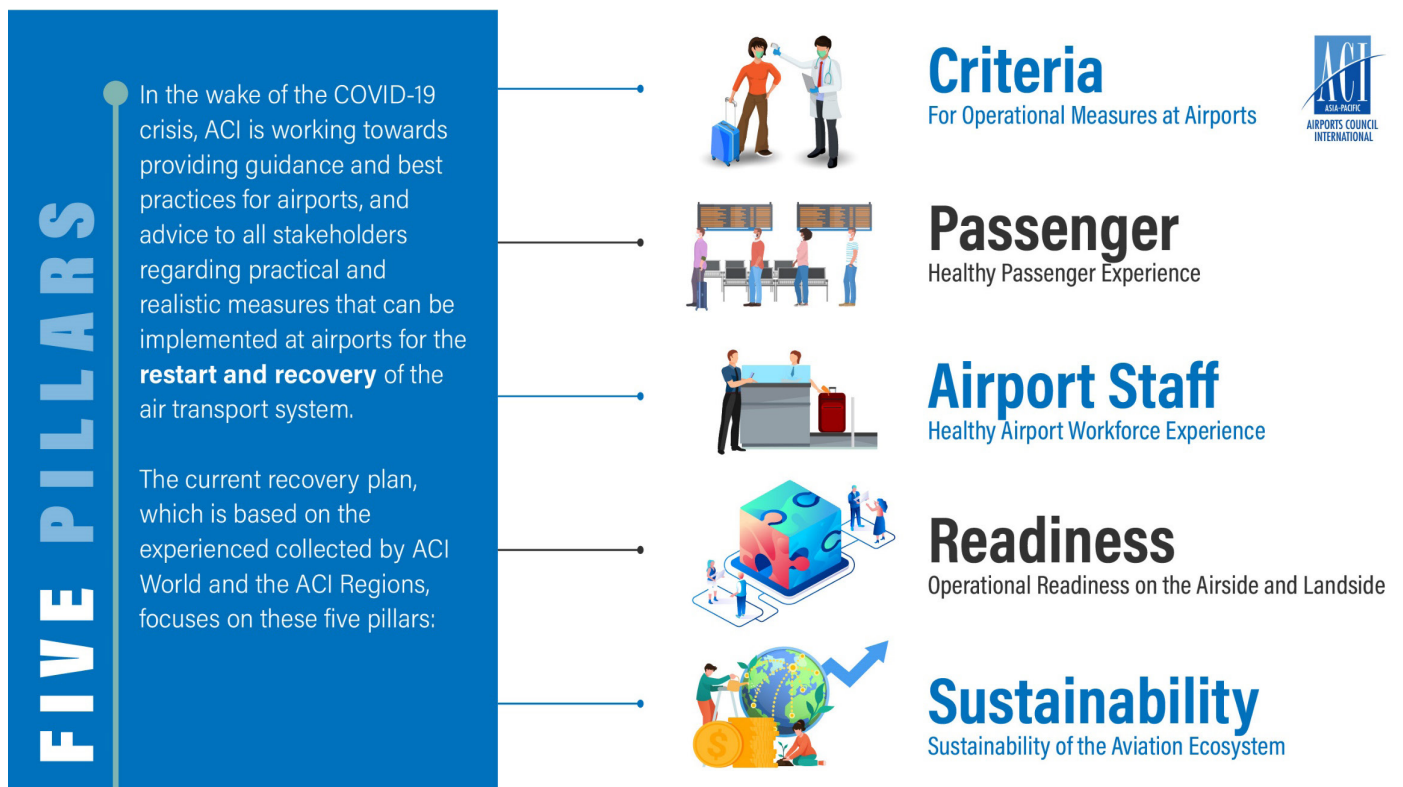 FIVE PILLARS
In the wake of the COVID-19
crisis, ACI is working towards
providing guidance and best
practices for airports, and
advice to all stakeholders
regarding practical and
realistic measures that can be
implemented at airports for the
restart and recovery of the
air transport system.
The current recovery plan,
which is based on the
experienced collected by ACI
World and the ACI Regions,
focuses on these five pillars:
Criteria
For Operational Measures at Airports
Passenger
Healthy Passenger Experience
Airport Staff
Healthy Airport Workforce Experience
Readiness
Operational Readiness on the Airside and Landside
Sustainability
Sustainability of the Aviation Ecosystem
ACI
ASIA-PACIFIC
AIRPORTS COUNCIL
INTERNATIONAL
$